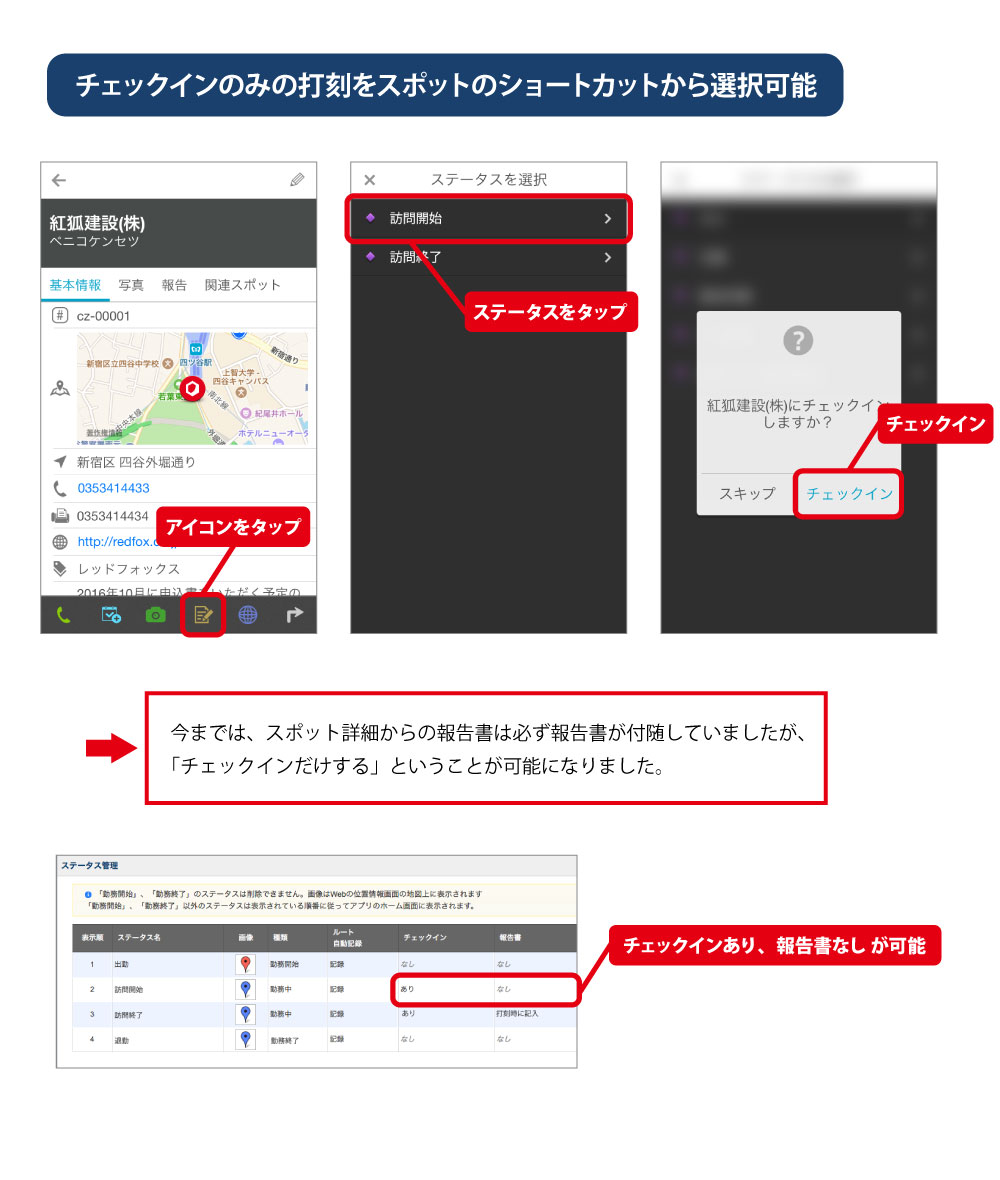 チェックインのみの打刻をスポットのショートカットから選択可能
紅狐建設(株)
ベニコケンセツ
基本情報 写真 報告 関連スポット
# cz-00001
新宿区立四谷中学校
四ツ谷駅
新宿通り
上智大学 -
四谷キャンパス
若葉東
南北線
中央本線
紀尾井ホール
著作権情報
外堀通
ホテルニューオータ
新宿区 四谷外堀通り
0353414433
0353414434
http://redfox.c
アイコンをタップ
レッドフォックス
2016年10月に申込書をいただく予定の
ステータスを選択
訪問開始
訪問終了
ステータスをタップ
?
紅狐建設(株)にチェックイン
しますか？
チェックイン
スキップ チェックイン
今までは、スポット詳細からの報告書は必ず報告書が付随していましたが、
「チェックインだけする」ということが可能になりました。
ステータス管理
「勤務開始」、「勤務終了」のステータスは削除できません。画像はWebの位置情報画面の地図上に表示されます
「勤務開始」、「勤務終了」以外のステータスは表示されている順番に従ってアプリのホーム画面に表示されます。
表示順 ステータス名 画像 種類 ルート自動記録 チェックイン 報告書
1 出勤 勤務開始 記録 なし なし
2 訪問開始 勤務中 記録 あり なし
3 訪問終了 勤務中 記録 あり 打刻時に記入
4 退勤 勤務終了 記録 なし なし
チェックインあり、報告書なし が可能